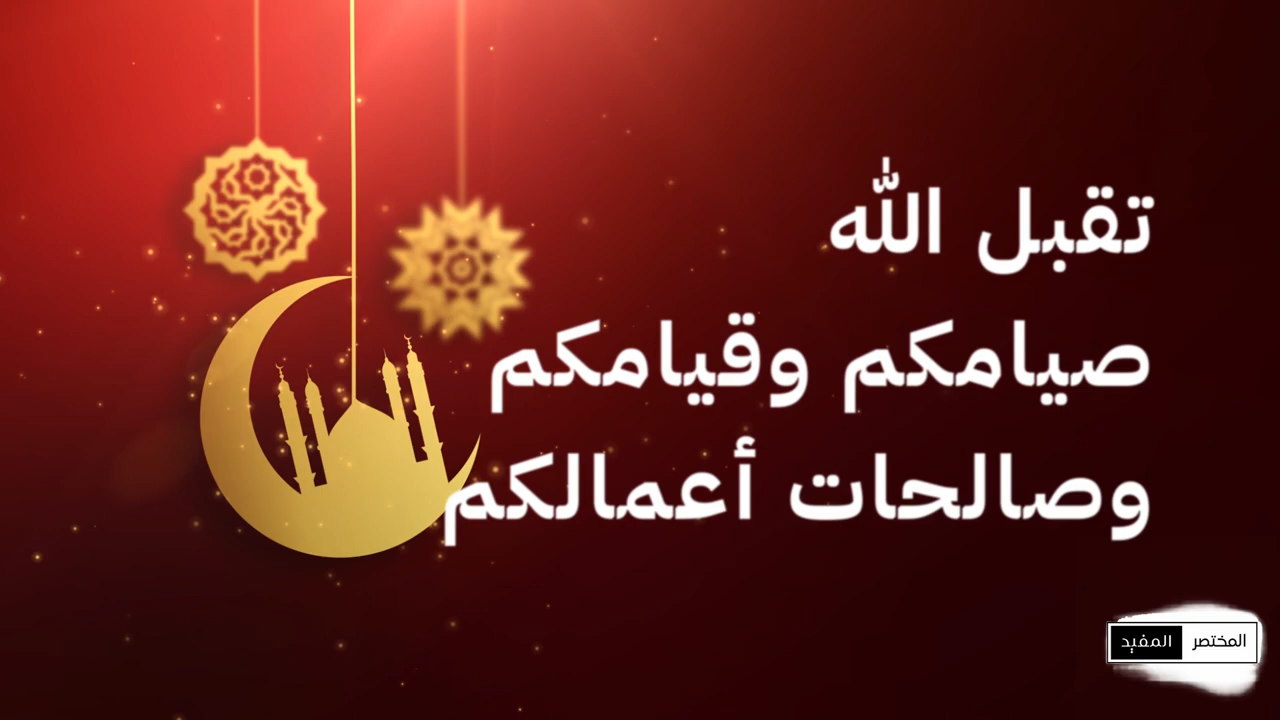 تقبل الله
صيامكم وقيامكم
وصالحات أعمالكم
المختصر المفيد